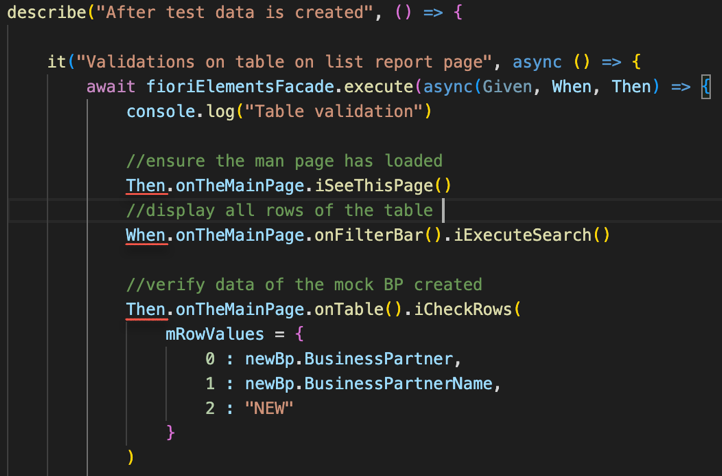 describe("After test data is created", () => {
it("Validations on table on list report page", async () => {
await fioriElementsFacade.execute(async(Given, When, Then) => {
console.log("Table validation")
//ensure the man page has loaded
Then.onTheMainPage.iSeeThisPage()
//display all rows of the table
When.onTheMainPage.onFilterBar().iExecuteSearch()
//verify data of the mock BP created
Then.onTheMainPage.onTable().iCheckRows(
mRowValues = {
0 : newBp.BusinessPartner,
1 : newBp.BusinessPartnerName,
2 : "NEW"
}
)